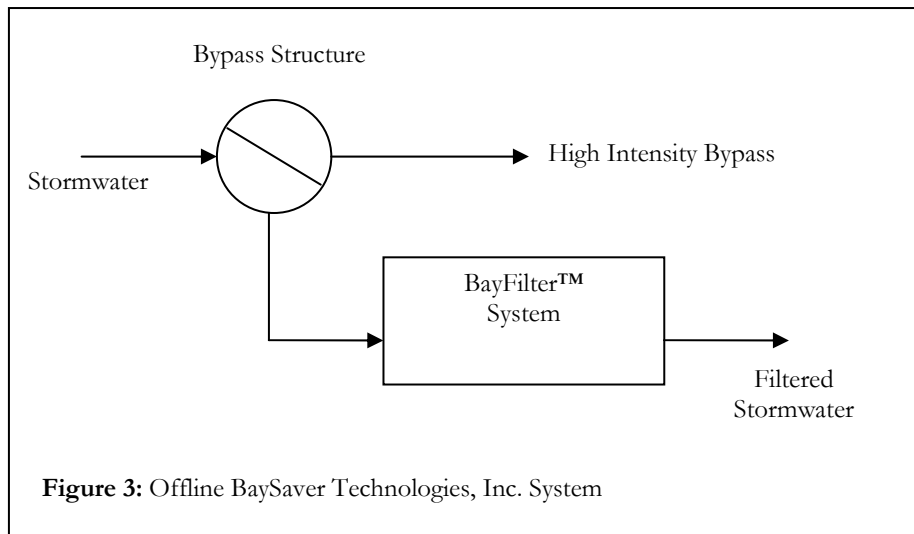 Bypass Structure
Stormwater
High Intensity Bypass
BayFilter™
System
Filtered
Stormwater
Figure 3: Offline BaySaver Technologies, Inc. System